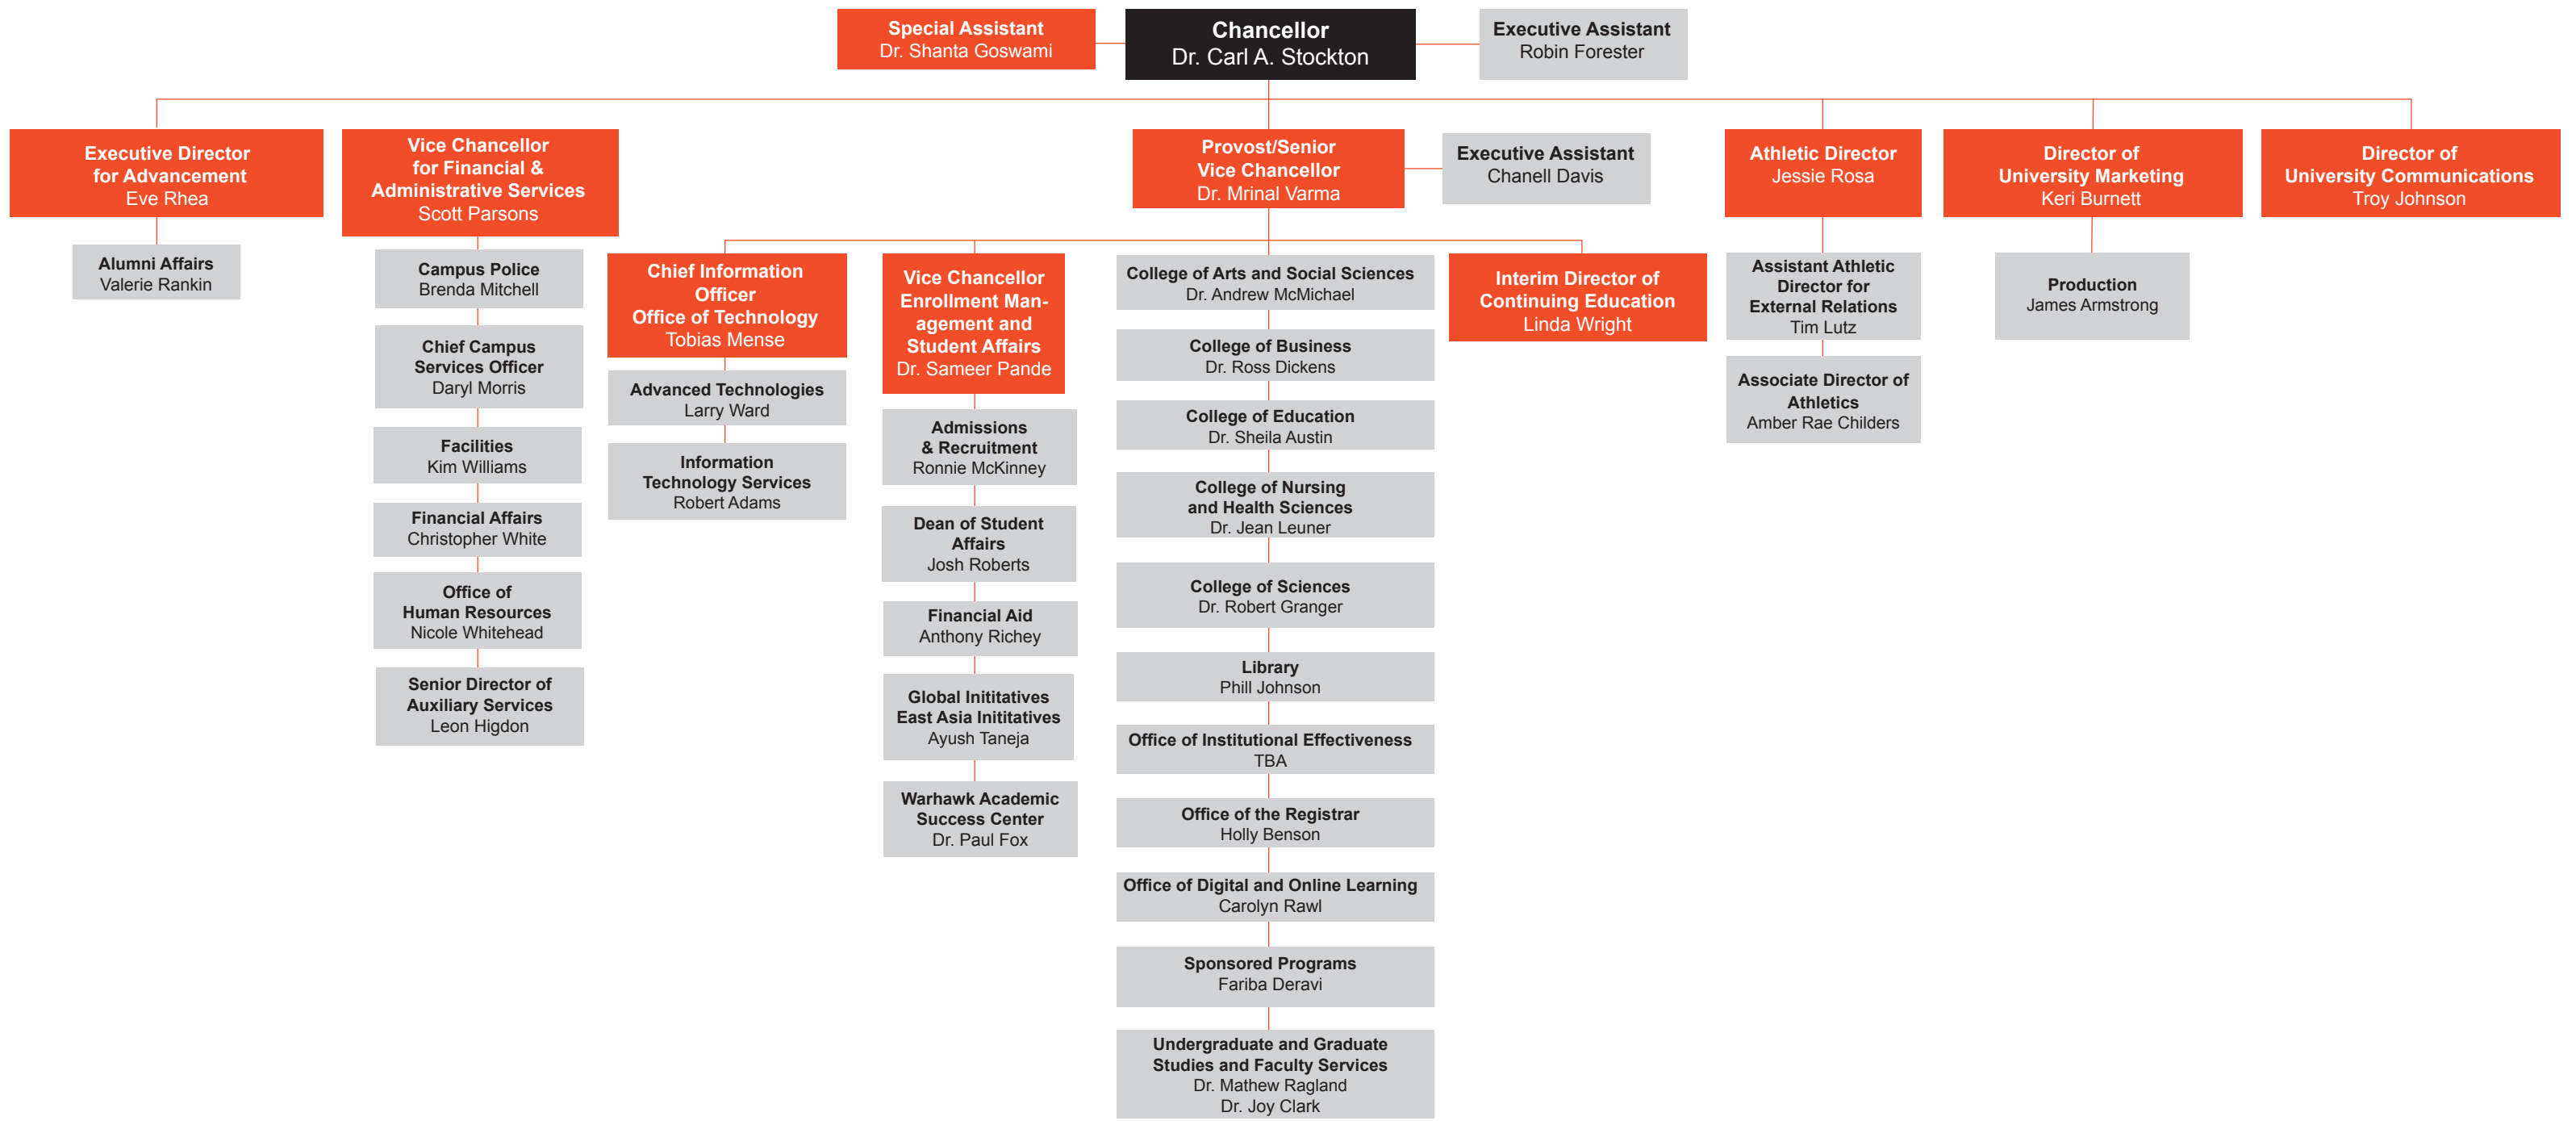 Special Assistant
Dr. Shanta Goswami
Chancellor
Dr. Carl A. Stockton
Executive Assistant
Robin Forester
Executive Director
for Advancement
Eve Rhea
Alumni Affairs
Valerie Rankin
Vice Chancellor
for Financial &
Administrative Services
Scott Parsons
Campus Police
Brenda Mitchell
Chief Campus
Services Officer
Daryl Morris
Facilities
Kim Williams
Financial Affairs
Christopher White
Office of
Human Resources
Nicole Whitehead
Senior Director of
Auxiliary Services
Leon Higdon
Provost/Senior
Vice Chancellor
Dr. Mrinal Varma
Executive Assistant
Chanell Davis
Chief Information
Officer
Office of Technology
Tobias Mense
Advanced Technologies
Larry Ward
Information
Technology Services
Robert Adams
Vice Chancellor
Enrollment Man-
agement and
Student Affairs
Dr. Sameer Pande
Admissions
& Recruitment
Ronnie McKinney
Dean of Student
Affairs
Josh Roberts
Financial Aid
Anthony Richey
Global Inititatives
East Asia Inititatives
Ayush Taneja
Warhawk Academic
Success Center
Dr. Paul Fox
College of Arts and Social Sciences
Dr. Andrew McMichael
College of Business
Dr. Ross Dickens
College of Education
Dr. Sheila Austin
College of Nursing
and Health Sciences
Dr. Jean Leuner
College of Sciences
Dr. Robert Granger
Library
Phill Johnson
Office of Institutional Effectiveness
TBA
Office of the Registrar
Holly Benson
Office of Digital and Online Learning
Carolyn Rawl
Sponsored Programs
Fariba Deravi
Undergraduate and Graduate
Studies and Faculty Services
Dr. Mathew Ragland
Dr. Joy Clark
Interim Director of
Continuing Education
Linda Wright
Athletic Director
Jessie Rosa
Assistant Athletic
Director for
External Relations
Tim Lutz
Associate Director of
Athletics
Amber Rae Childers
Director of
University Marketing
Keri Burnett
Production
James Armstrong
Director of
University Communications
Troy Johnson